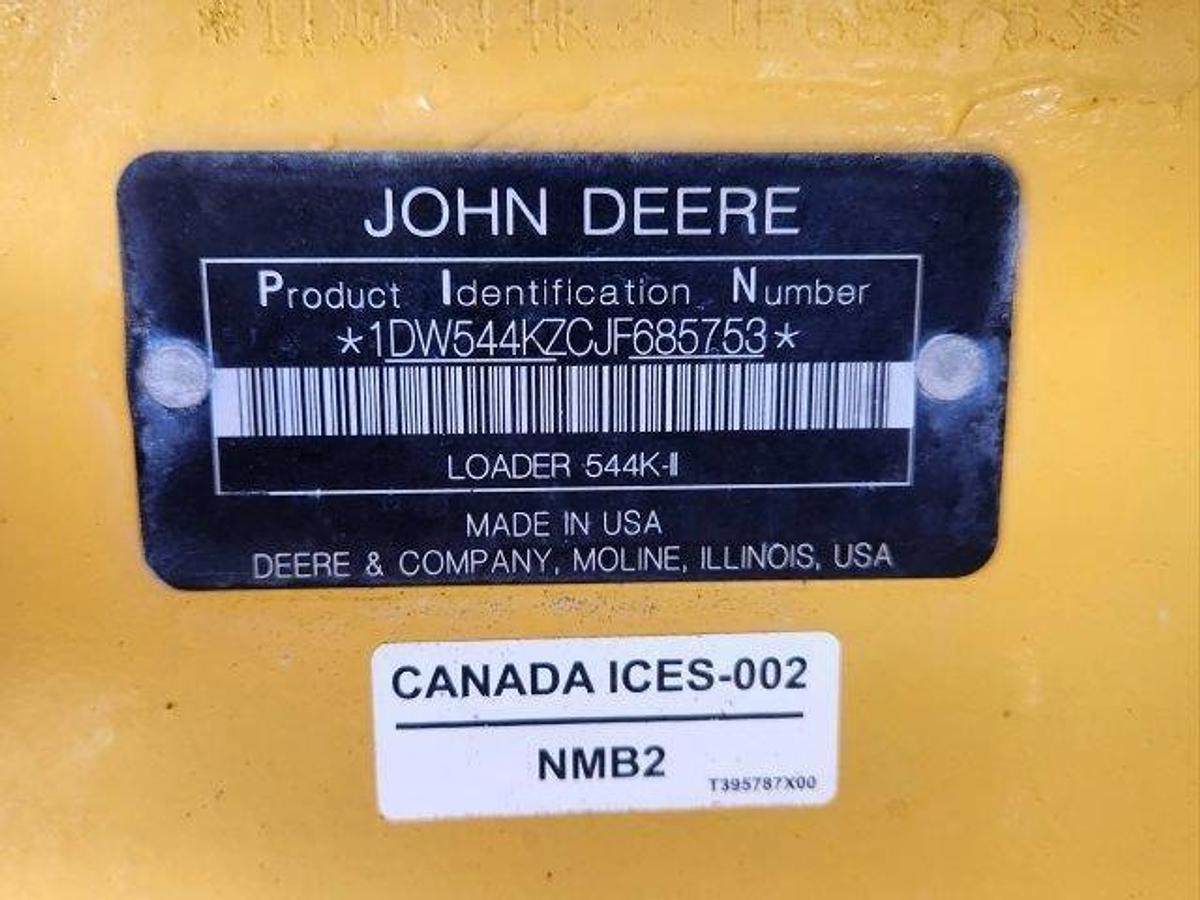 *1DW544KZCJF685753*
JOHN DEERE
Product Identification Number
*1DW544KZCJF685753*
LOADER 544K-II
MADE IN USA
DEERE & COMPANY, MOLINE, ILLINOIS, USA
CANADA ICES-002
NMB2
T395787X00